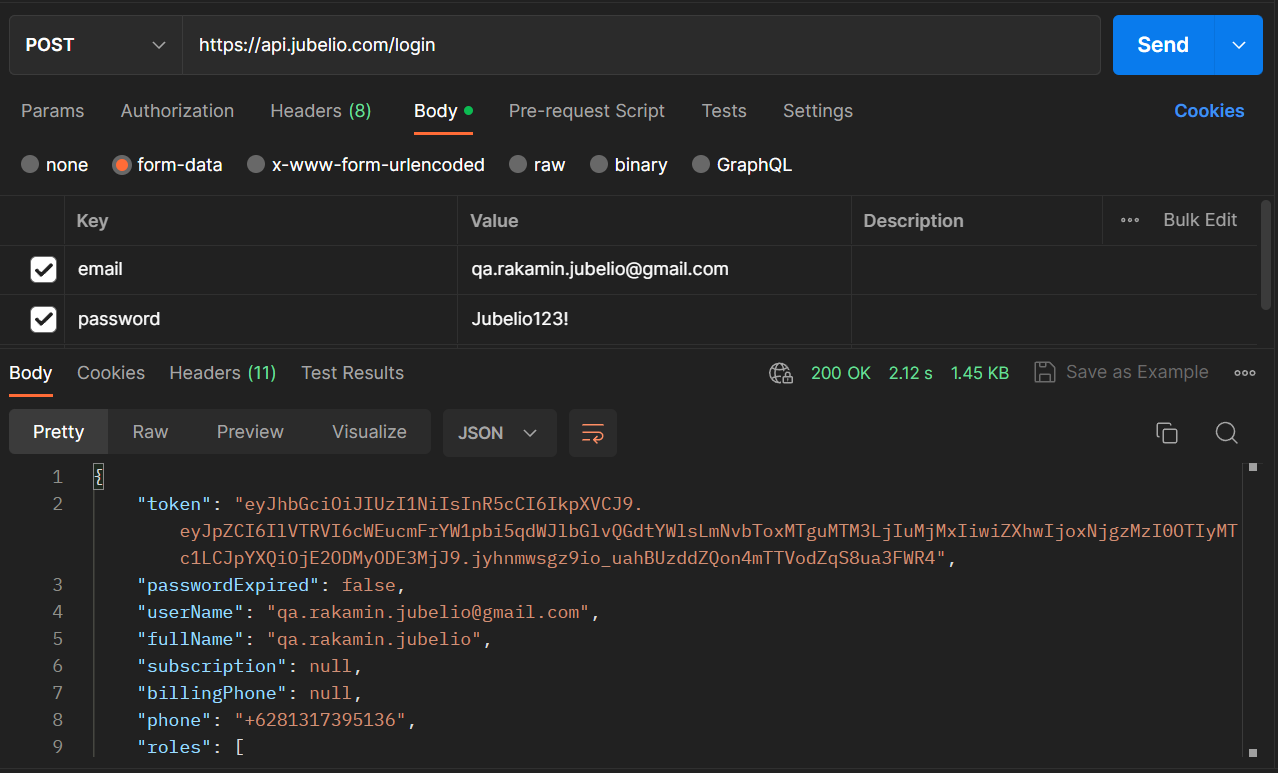 POST https://api.jubelio.com/login Send
Params Authorization Headers (8) Body Pre-request Script Tests Settings Cookies
none form-data x-www-form-urlencoded raw binary GraphQL
Key Value Description Bulk Edit
email qa.rakamin.jubelio@gmail.com
password Jubelio123!
Body Cookies Headers (11) Test Results 200 OK 2.12 s 1.45 KB Save as Example
Pretty Raw Preview Visualize JSON
1 {
2 "token": "eyJhbGciOiJIUzI1NiIsInR5cCI6IkpXVCJ9.
eyJpZCI6IlVTRVI6cWEucmFrYW1pbi5qdWJlbGlvQGdtYWlsLmNvbToxMTguMTM3LjIuMjMxIiwiZXhwIjoxNjgzMzI0OTIyMT
c1LCJpYXQiOjE2ODMyODE3MjJ9.jyhnmwsgz9io_uahBUzddZQon4mTTVodZqS8ua3FWR4",
3 "passwordExpired": false,
4 "userName": "qa.rakamin.jubelio@gmail.com",
5 "fullName": "qa.rakamin.jubelio",
6 "subscription": null,
7 "billingPhone": null,
8 "phone": "+6281317395136",
9 "roles": [